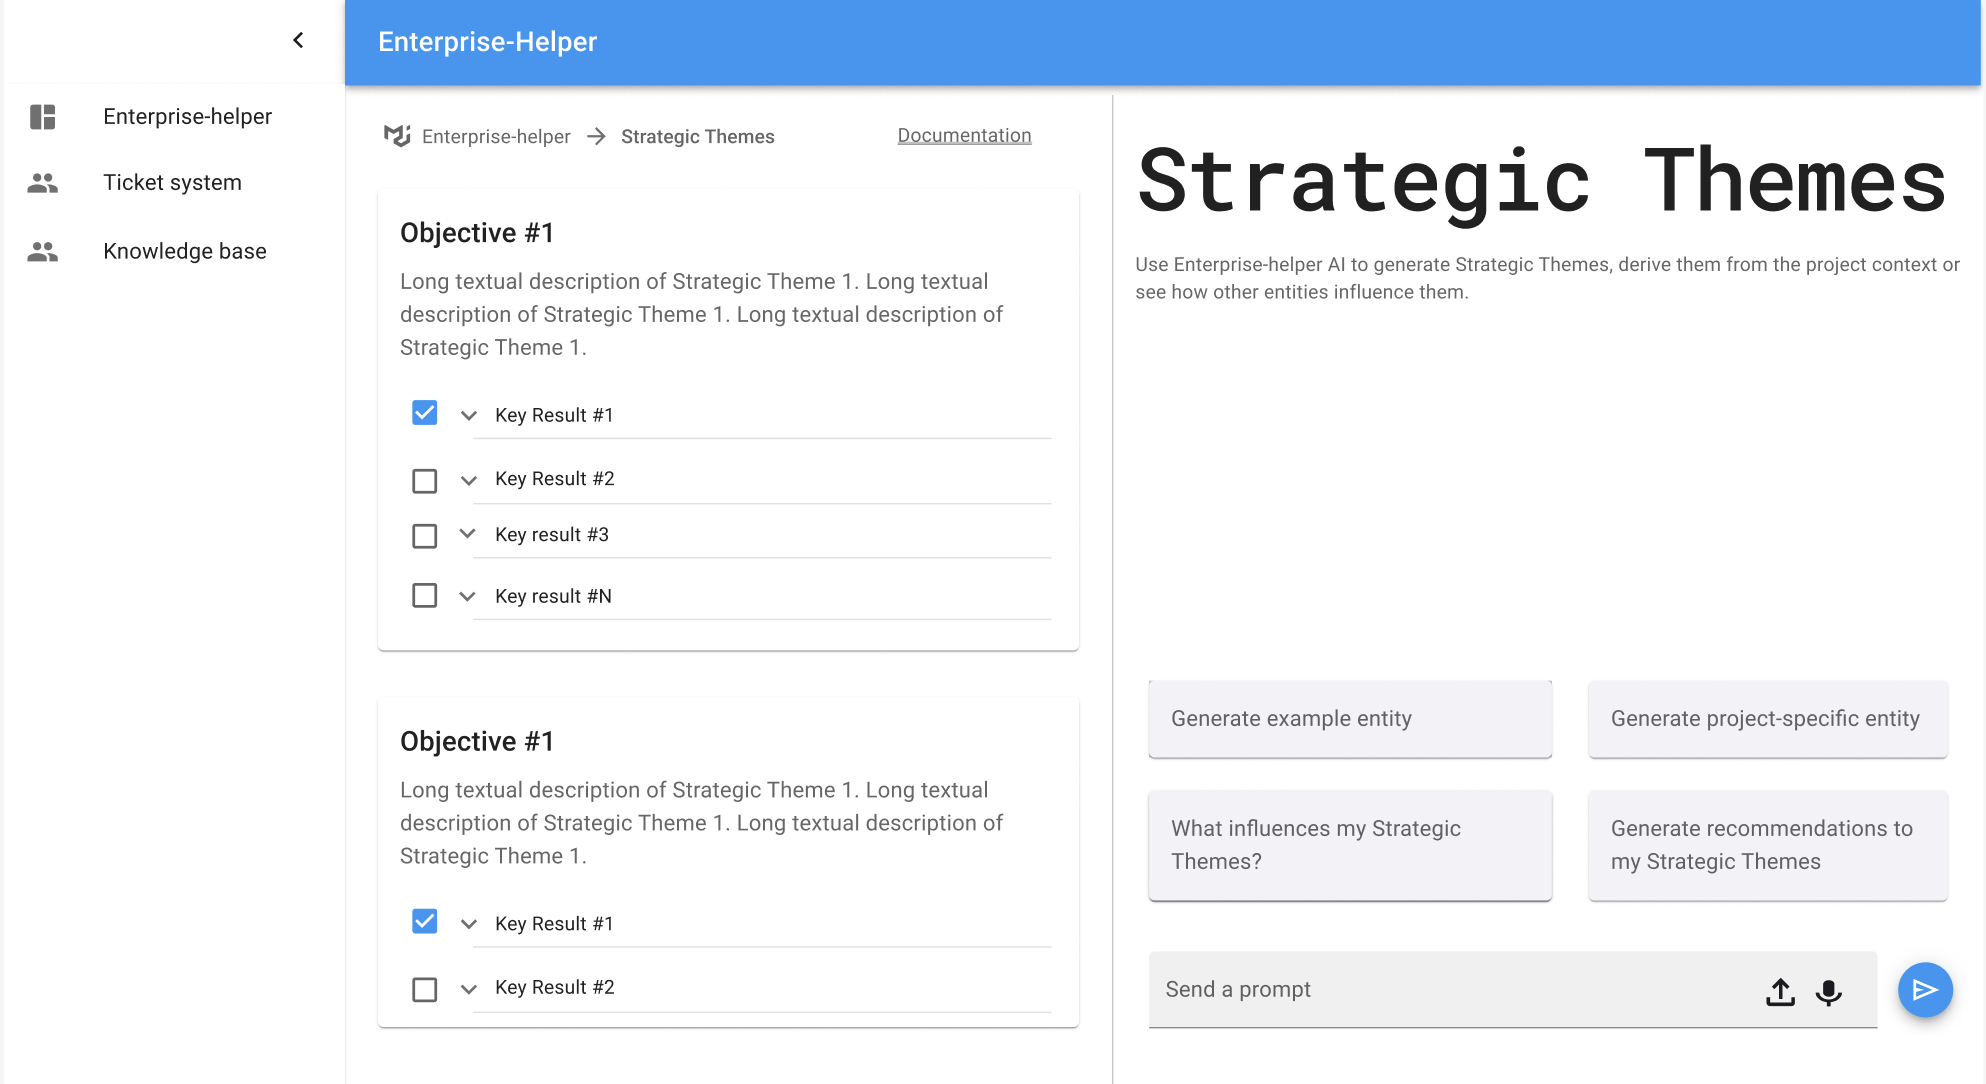 Enterprise-Helper
Enterprise-helper
Ticket system
Knowledge base
Enterprise-helper
Strategic Themes
Documentation
Objective #1
Long textual description of Strategic Theme 1. Long textual
description of Strategic Theme 1. Long textual description of
Strategic Theme 1.
Key Result #1
Key Result #2
Key result #3
Key result #N
Objective #1
Long textual description of Strategic Theme 1. Long textual
description of Strategic Theme 1. Long textual description of
Strategic Theme 1.
Key Result #1
Key Result #2
Strategic Themes
Use Enterprise-helper AI to generate Strategic Themes, derive them from the project context or
see how other entities influence them.
Generate example entity
Generate project-specific entity
What influences my Strategic
Themes?
Generate recommendations to
my Strategic Themes
Send a prompt